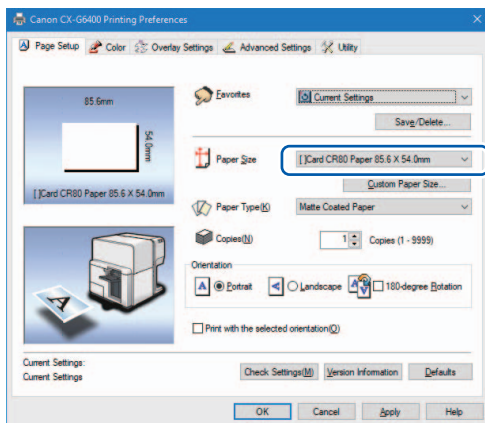 Canon CX-G6400 Printing Preferences
Page Setup Color Overlay Settings Advanced Settings Utility
85.6mm
54.0mm
[ ]Card CR80 Paper 85.6 X 54.0mm
Favorites Current Settings
Save/Delete...
Paper Size [ ]Card CR80 Paper 85.6 X 54.0mm
Custom Paper Size...
Paper Type(K) Matte Coated Paper
Copies(N) 1 Copies (1 - 9999)
Orientation
A Portrait A Landscape A 180-degree Rotation
Print with the selected orientation(O)
A
Current Settings:
Current Settings
Check Settings(M) Version Information Defaults
OK Cancel Apply Help